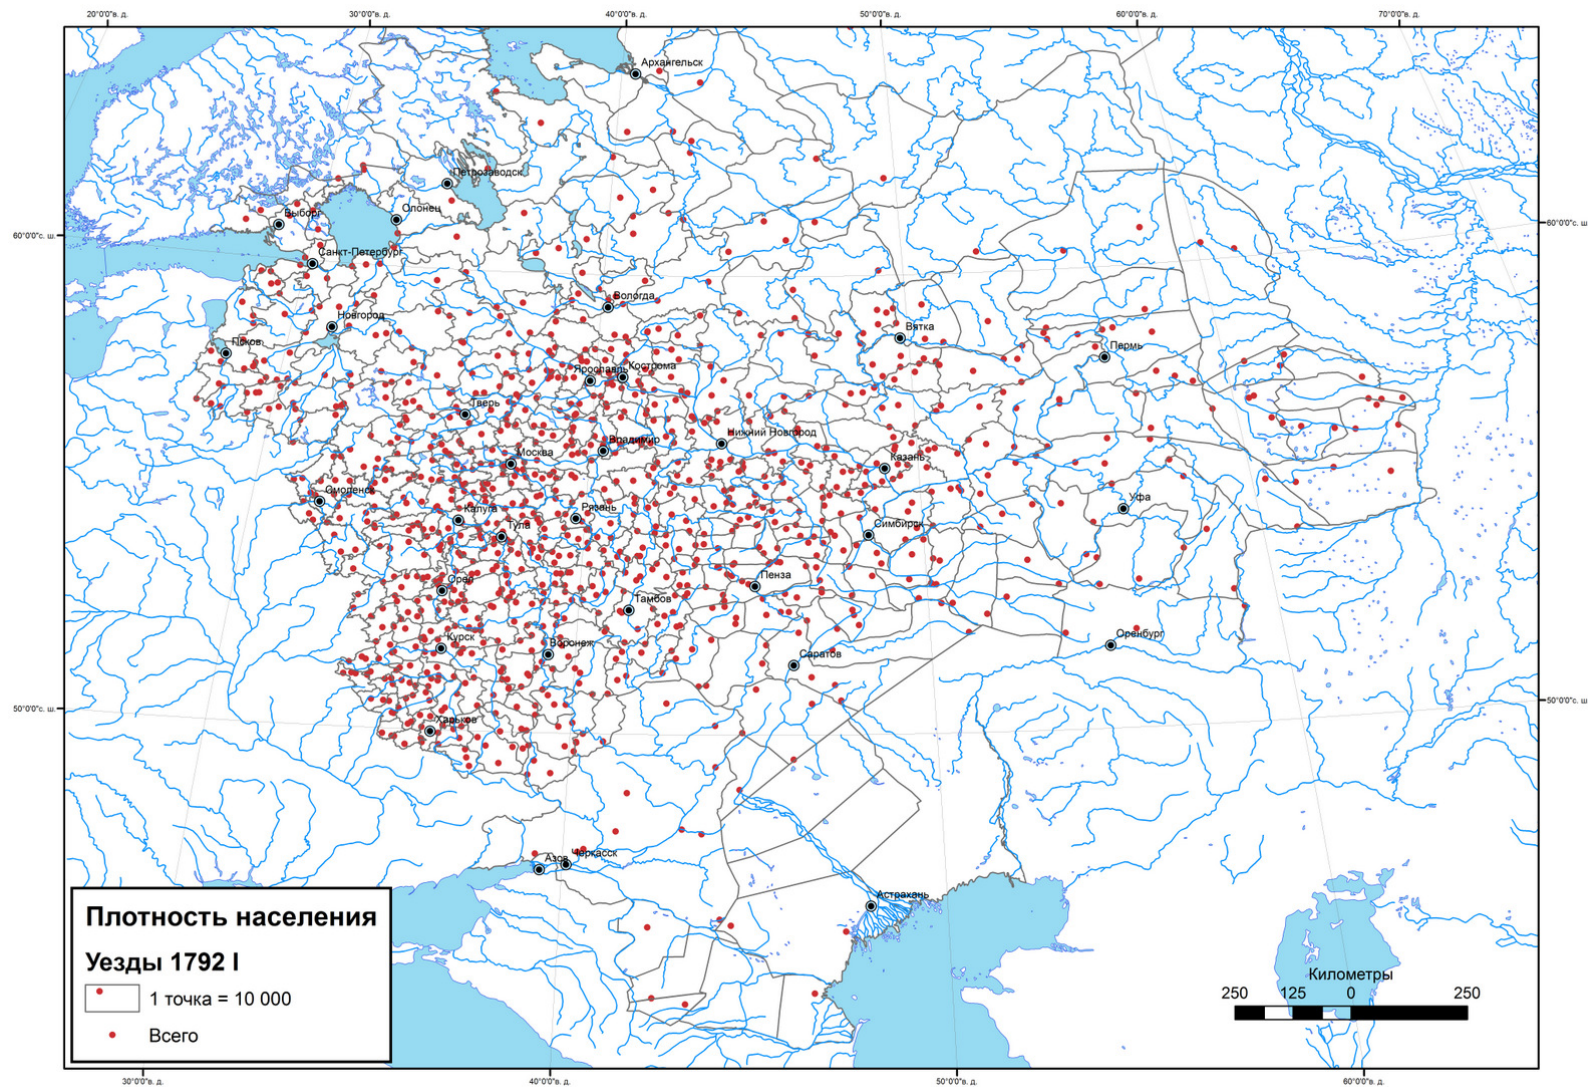 20°0'0"в. д.
30°0'0"в. д.
40°0'0"в. д.
50°0'0"в. д.
60°0'0"в. д.
70°0'0"в. д.
Архангельск
Петрозаводск
Олонец
Выборг
60°0'0"с. ш.
60°0'0"с. ш.
Санкт-Петербург
Вологда
Новгород
Вятка
Псков
Пермь
Ярославль
Кострома
Тверь
Нижний Новгород
Владимир
Москва
Казань
Смоленск
Уфа
Калуга
Рязань
Тула
Симбирск
Орел
Пенза
Тамбов
Курск
Воронеж
Оренбург
Саратов
50°0'0"с. ш.
50°0'0"с. ш.
Харьков
Азов
Черкасск
Астрахань
Плотность населения
Уезды 1792 I
1 точка = 10 000
Всего
Километры
250 125 0 250
30°0'0"в. д.
40°0'0"в. д.
50°0'0"в. д.
60°0'0"в. д.